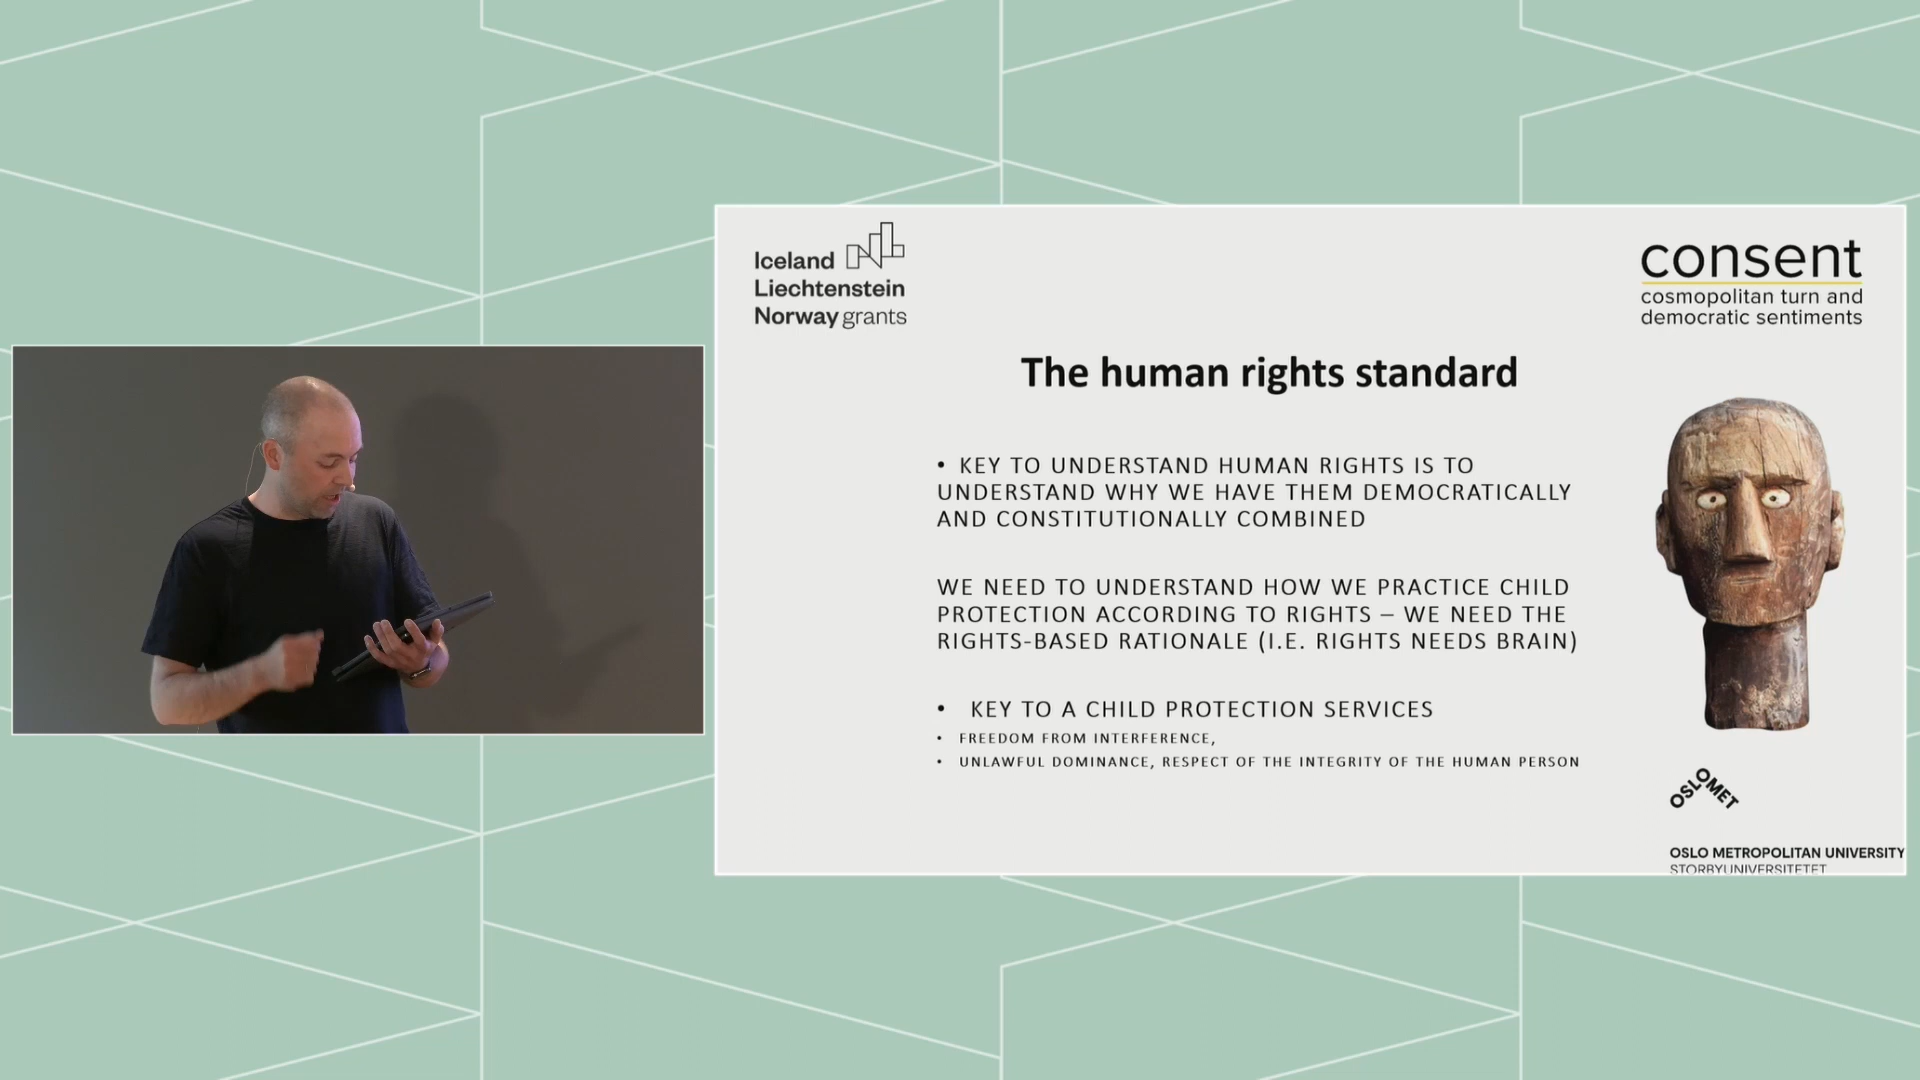 Iceland
Liechtenstein
Norway grants
consent
cosmopolitan turn and
democratic sentiments
The human rights standard
• KEY TO UNDERSTAND HUMAN RIGHTS IS TO
UNDERSTAND WHY WE HAVE THEM DEMOCRATICALLY
AND CONSTITUTIONALLY COMBINED
WE NEED TO UNDERSTAND HOW WE PRACTICE CHILD
PROTECTION ACCORDING TO RIGHTS – WE NEED THE
RIGHTS-BASED RATIONALE (I.E. RIGHTS NEEDS BRAIN)
• KEY TO A CHILD PROTECTION SERVICES
• FREEDOM FROM INTERFERENCE,
• UNLAWFUL DOMINANCE, RESPECT OF THE INTEGRITY OF THE HUMAN PERSON
OSLOMET
OSLO METROPOLITAN UNIVERSITY
STORBYUNIVERSITETET